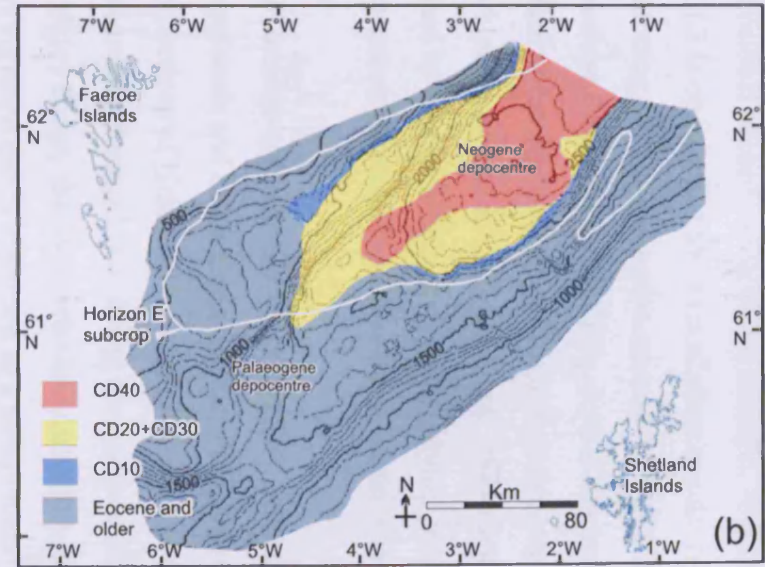 7°W 6°W 5°W 4°W 3°W 2°W 1°W
Faeroe
Islands
62°
N
62°
N
Neogene
depocentre
2000
2500
500
Horizon E
subcrop
61°
N
61°
N
1000
1000
1500
Palaeogene
depocentre
CD40
CD20+CD30
CD10
Eocene and
older
1500
Shetland
Islands
N
Km
0 80
(b)
7°W 6°W 5°W 4°W 3°W 2°W 1°W